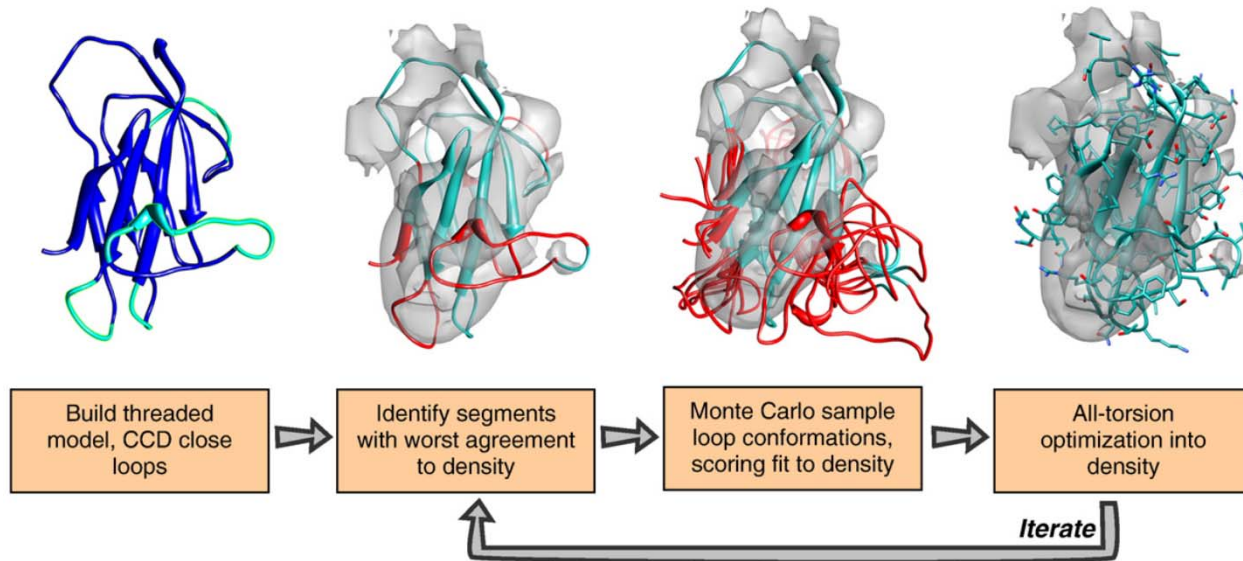 Build threaded
model, CCD close
loops
Identify segments
with worst agreement
to density
Monte Carlo sample
loop conformations,
scoring fit to density
All-torsion
optimization into
density
Iterate